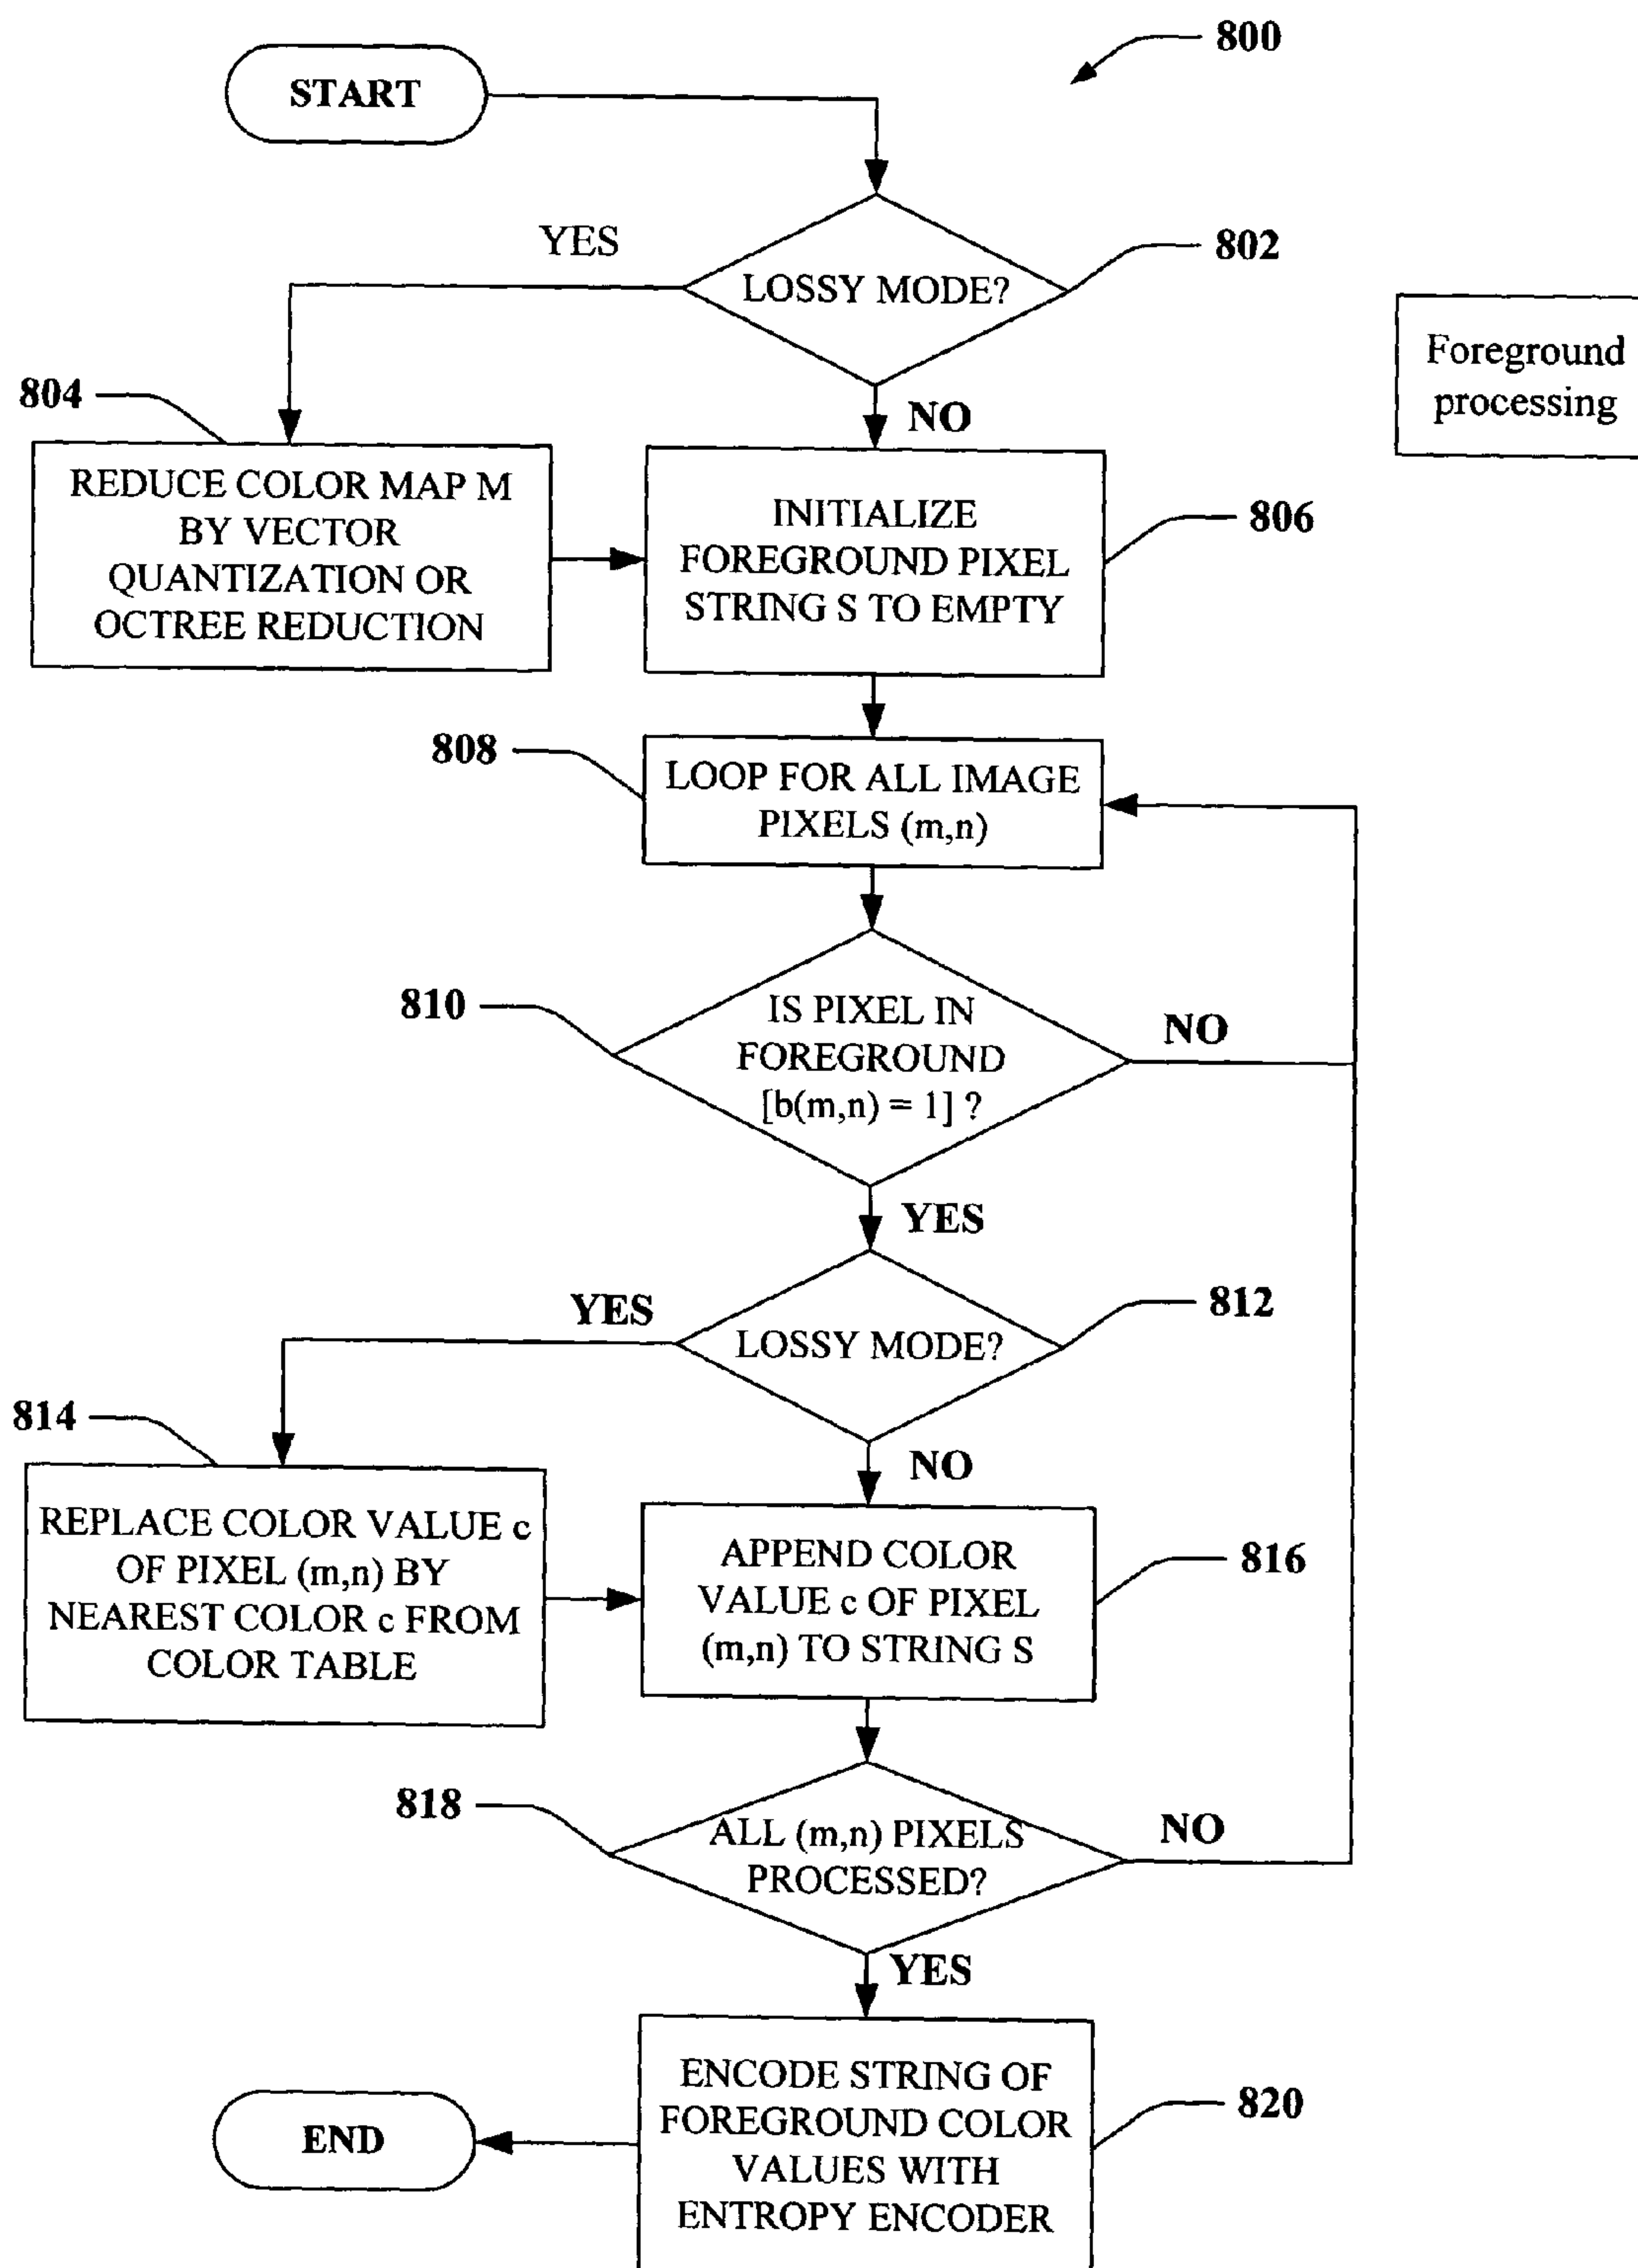 800
START
YES
802
LOSSY MODE?
Foreground
processing
804
NO
REDUCE COLOR MAP M
BY VECTOR
QUANTIZATION OR
OCTREE REDUCTION
INITIALIZE
FOREGROUND PIXEL
STRING S TO EMPTY
806
808
LOOP FOR ALL IMAGE
PIXELS (m,n)
810
IS PIXEL IN
FOREGROUND
[b(m,n) = 1] ?
NO
YES
812
YES
LOSSY MODE?
814
NO
REPLACE COLOR VALUE c
OF PIXEL (m,n) BY
NEAREST COLOR c FROM
COLOR TABLE
APPEND COLOR
VALUE c OF PIXEL
(m,n) TO STRING S
816
818
ALL (m,n) PIXELS
PROCESSED?
NO
YES
ENCODE STRING OF
FOREGROUND COLOR
VALUES WITH
ENTROPY ENCODER
820
END